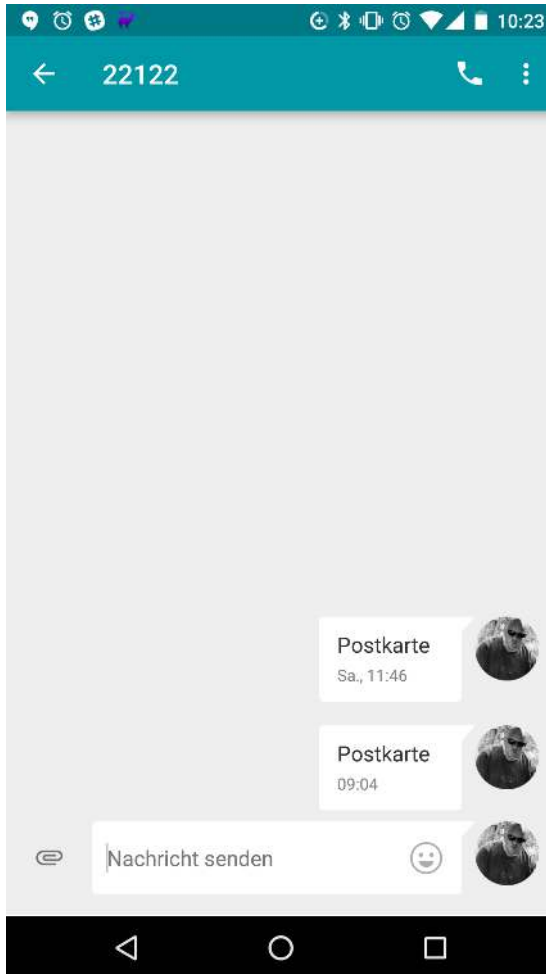 10:23
22122
Postkarte
Sa., 11:46
Postkarte
09:04
Nachricht senden